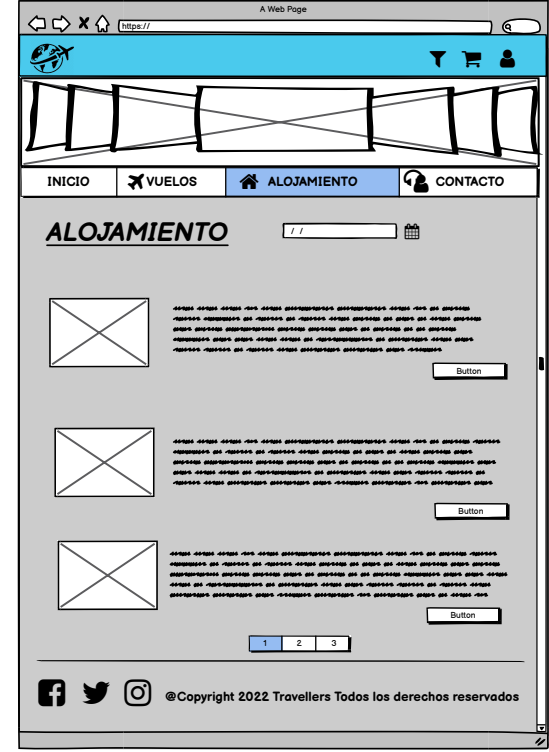 A Web Page
https://
INICIO
VUELOS
ALOJAMIENTO
CONTACTO
ALOJAMIENTO
/ /
Button
Button
Button
1 2 3
@Copyright 2022 Travellers Todos los derechos reservados